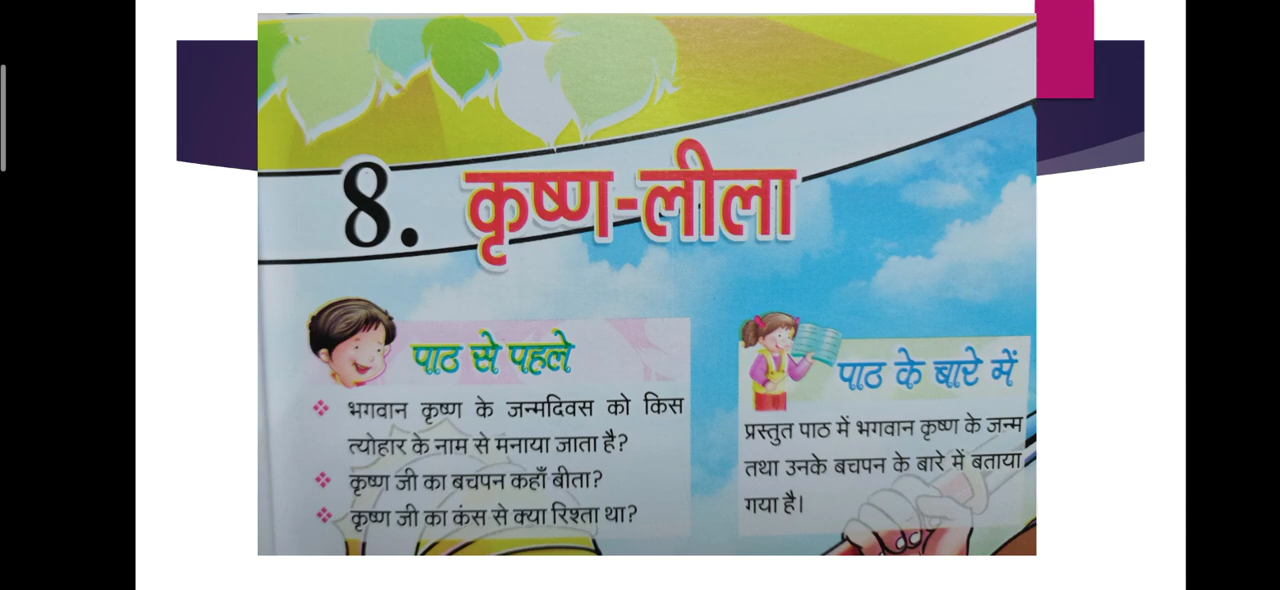 8. कृष्ण-लीला
पाठ से पहले
❖ भगवान कृष्ण के जन्मदिवस को किस
त्योहार के नाम से मनाया जाता है?
❖ कृष्ण जी का बचपन कहाँ बीता?
❖ कृष्ण जी का कंस से क्या रिश्ता था?
पाठ के बारे में
प्रस्तुत पाठ में भगवान कृष्ण के जन्म
तथा उनके बचपन के बारे में बताया
गया है।